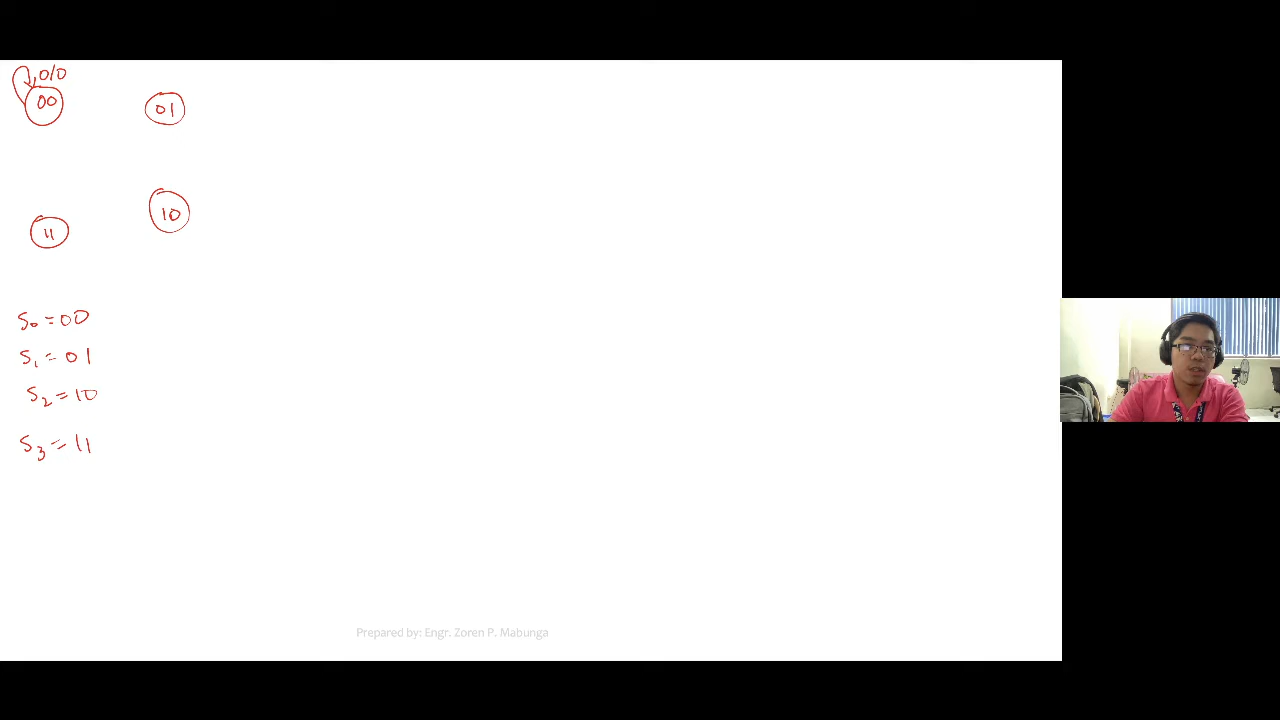 0/0
00
01
10
11
S0 = 00
S1 = 01
S2 = 10
S3 = 11
Prepared by: Engr. Zoren P. Mabunga